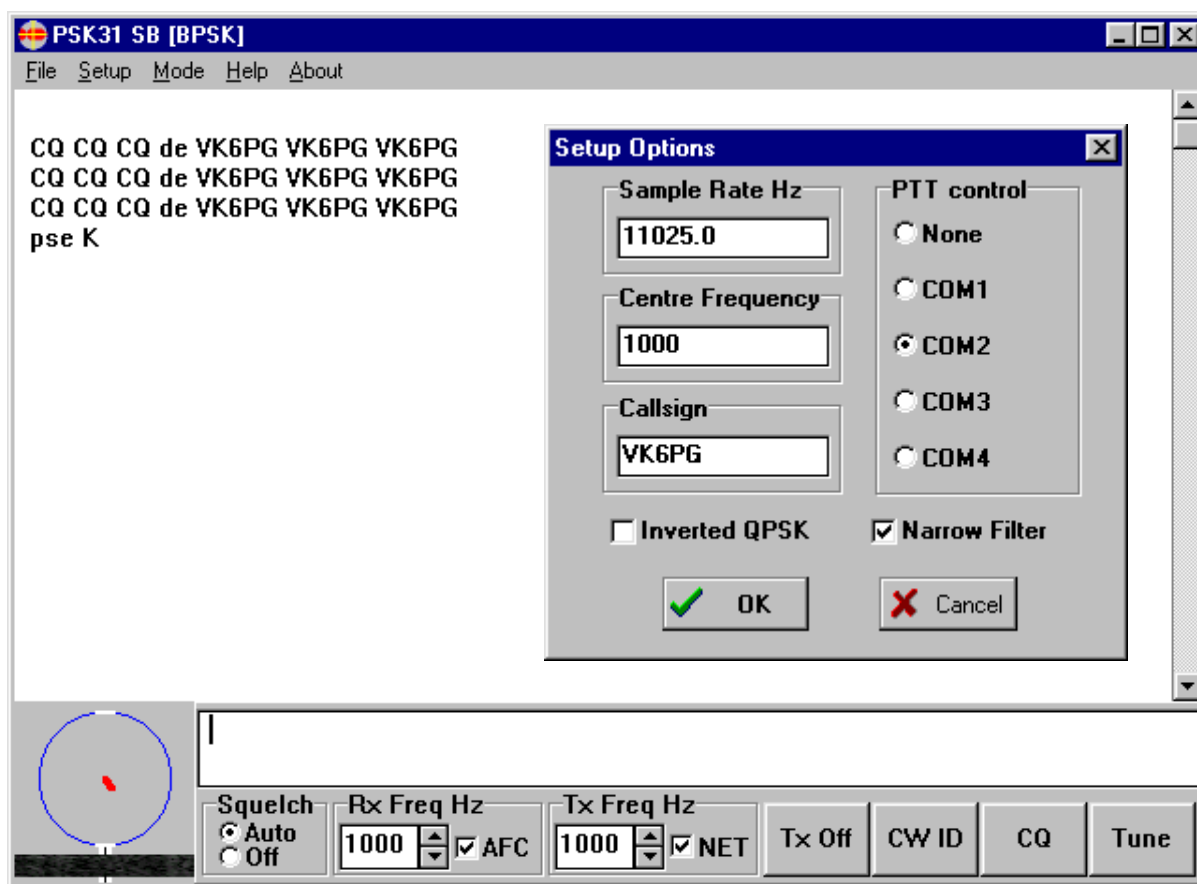 PSK31 SB [BPSK]
File Setup Mode Help About
CQ CQ CQ de VK6PG VK6PG VK6PG
CQ CQ CQ de VK6PG VK6PG VK6PG
CQ CQ CQ de VK6PG VK6PG VK6PG
pse K
Setup Options
Sample Rate Hz
11025.0
Centre Frequency
1000
Callsign
VK6PG
PTT control
None
COM1
COM2
COM3
COM4
Inverted QPSK
Narrow Filter
OK
Cancel
Squelch
Auto
Off
Rx Freq Hz
1000
AFC
Tx Freq Hz
1000
NET
Tx Off
CW ID
CQ
Tune